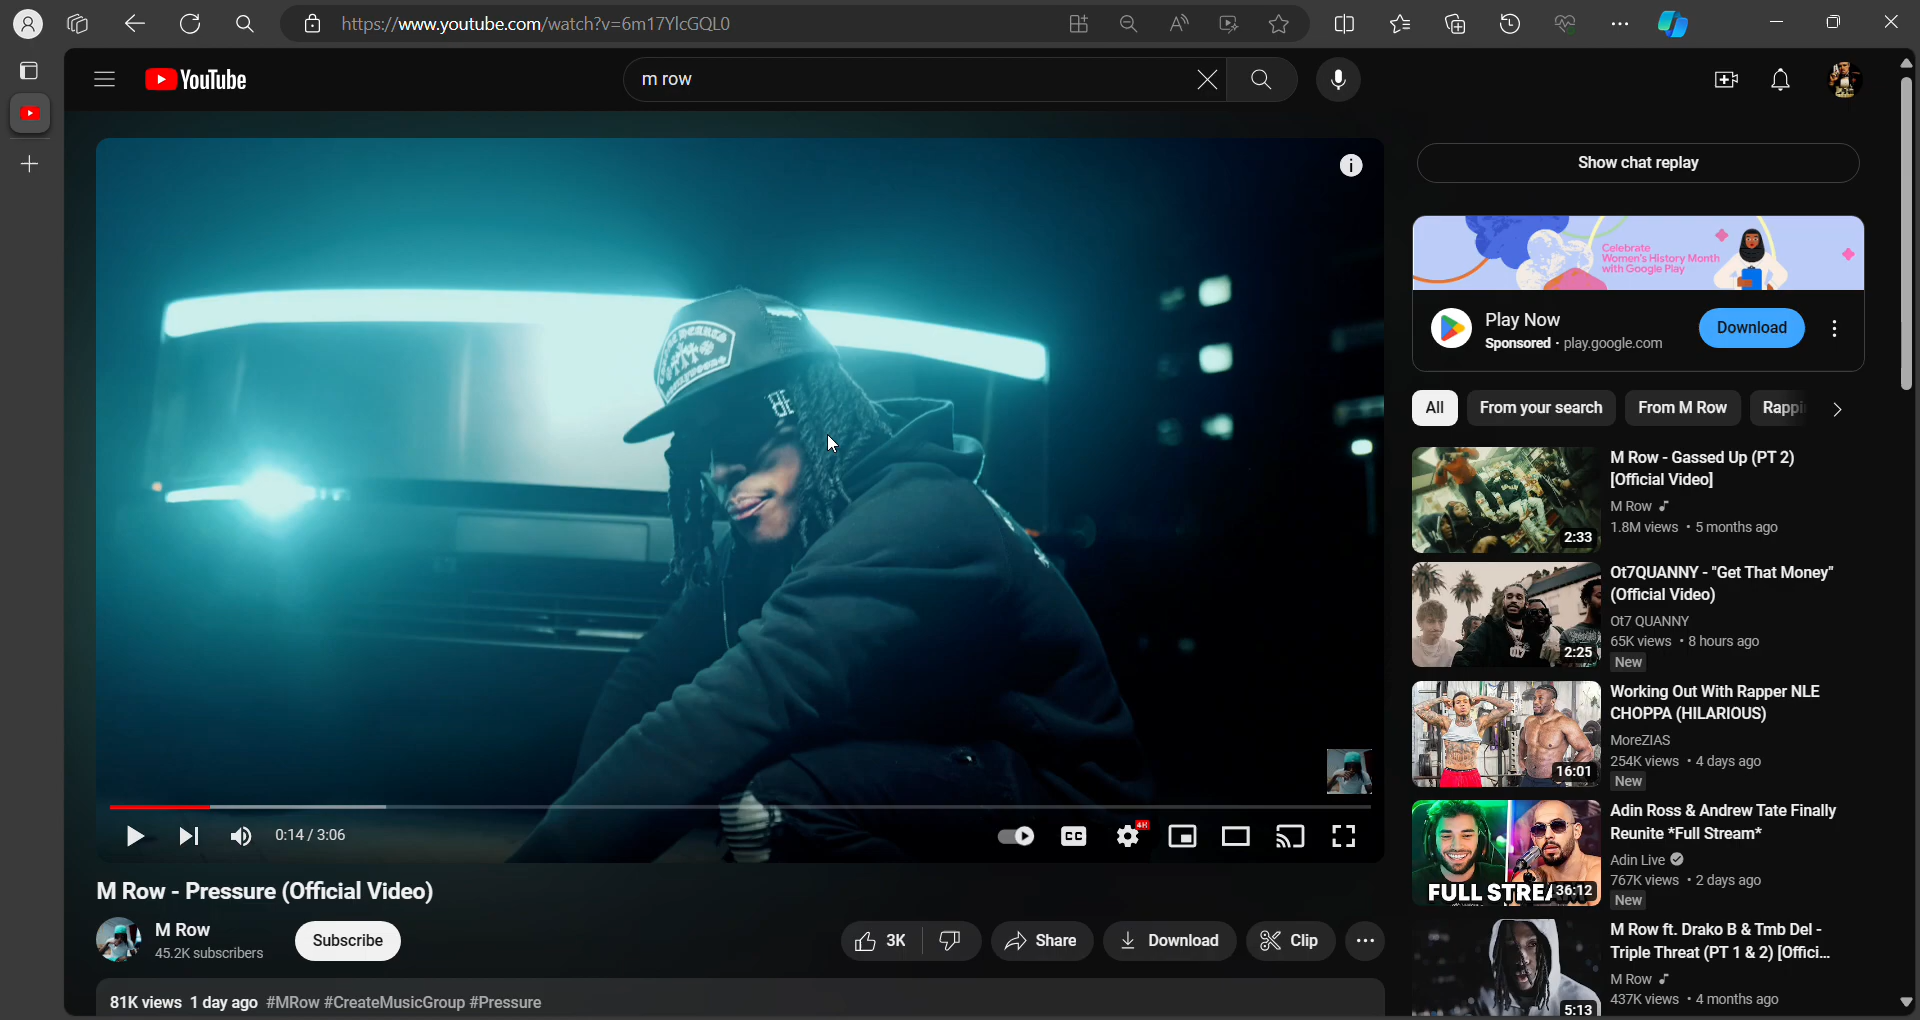 https://www.youtube.com/watch?v=6m17YlcGQL0
YouTube
m row
Show chat replay
Celebrate
Women's History Month
with Google Play
Play Now
Sponsored · play.google.com
Download
All
From your search
From M Row
M Row - Gassed Up (PT 2)
[Official Video]
M Row
1.8M views • 5 months ago
2:33
Ot7QUANNY - "Get That Money"
(Official Video)
Ot7 QUANNY
65K views • 8 hours ago
New
2:25
Working Out With Rapper NLE
CHOPPA (HILARIOUS)
MoreZIAS
254K views • 4 days ago
New
16:01
Adin Ross & Andrew Tate Finally
Reunite *Full Stream*
Adin Live
767K views • 2 days ago
New
36:12
M Row ft. Drako B & Tmb Del -
Triple Threat (PT 1 & 2) [Offici...
M Row
437K views • 4 months ago
5:13
0:14 / 3:06
CC
4K
M Row - Pressure (Official Video)
M Row
45.2K subscribers
Subscribe
3K
Share
Download
Clip
81K views 1 day ago #MRow #CreateMusicGroup #Pressure